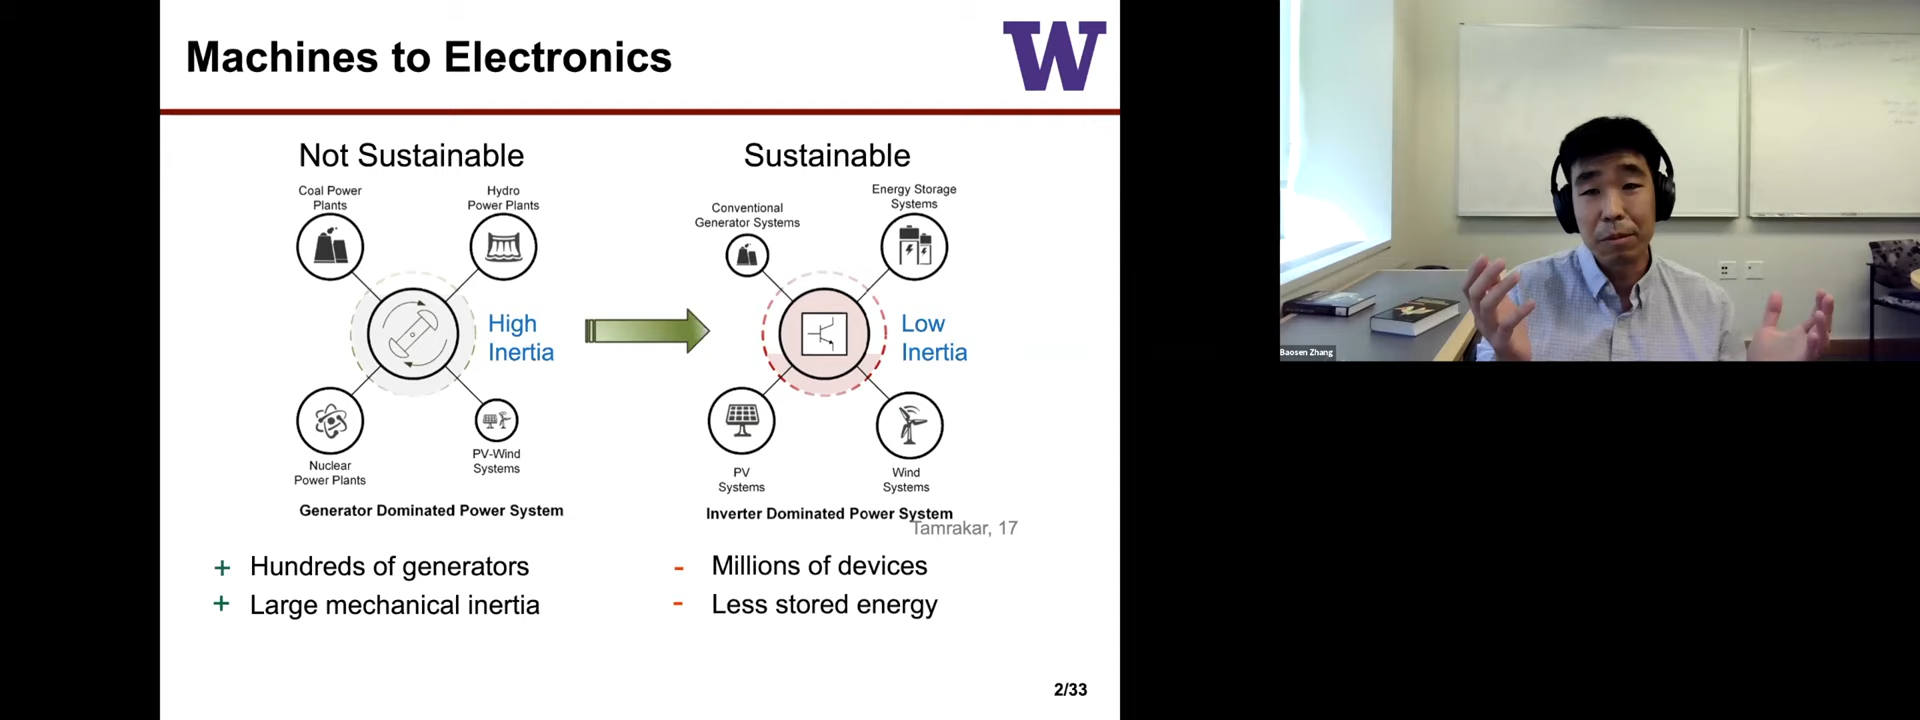 Machines to Electronics
W
Not Sustainable
Coal Power
Plants
Hydro
Power Plants
High
Inertia
Nuclear
Power Plants
PV-Wind
Systems
Generator Dominated Power System
+ Hundreds of generators
+ Large mechanical inertia
Sustainable
Conventional
Generator Systems
Energy Storage
Systems
Low
Inertia
PV
Systems
Wind
Systems
Inverter Dominated Power System
Tamrakar, 17
- Millions of devices
- Less stored energy
2/33
Baosen Zhang